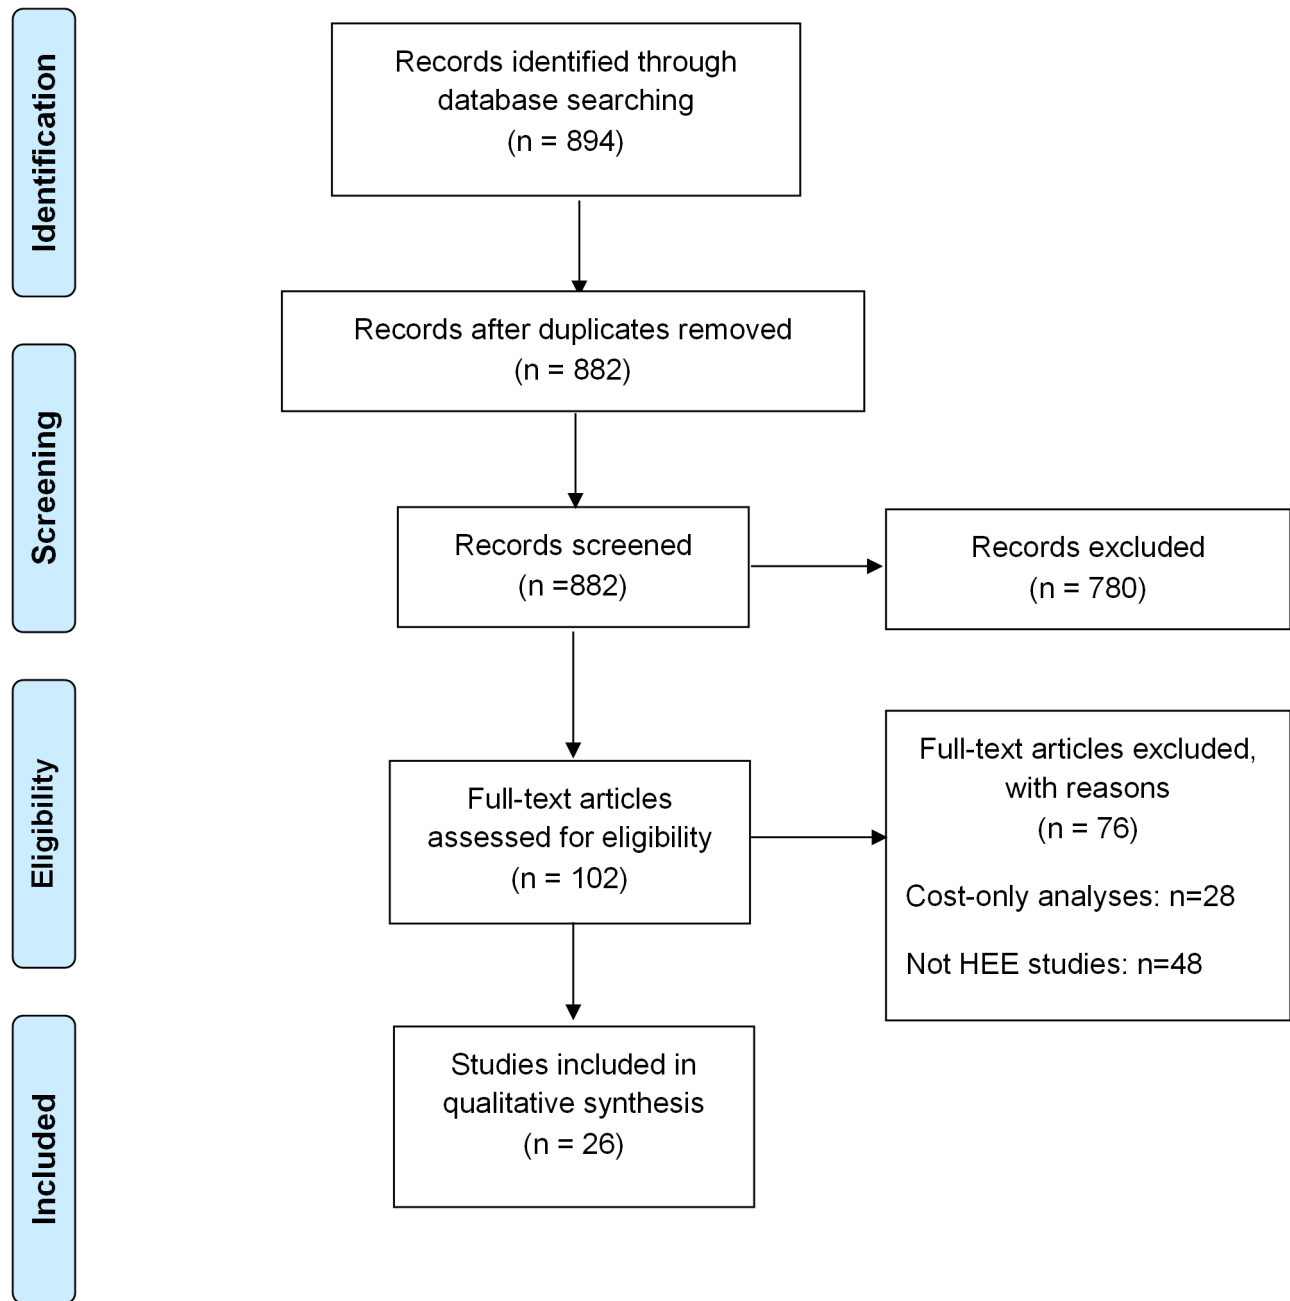 Identification
Records identified through
database searching
(n = 894)
Records after duplicates removed
(n = 882)
Screening
Records screened
(n =882)
Records excluded
(n = 780)
Eligibility
Full-text articles
assessed for eligibility
(n = 102)
Full-text articles excluded,
with reasons
(n = 76)
Cost-only analyses: n=28
Not HEE studies: n=48
Included
Studies included in
qualitative synthesis
(n = 26)